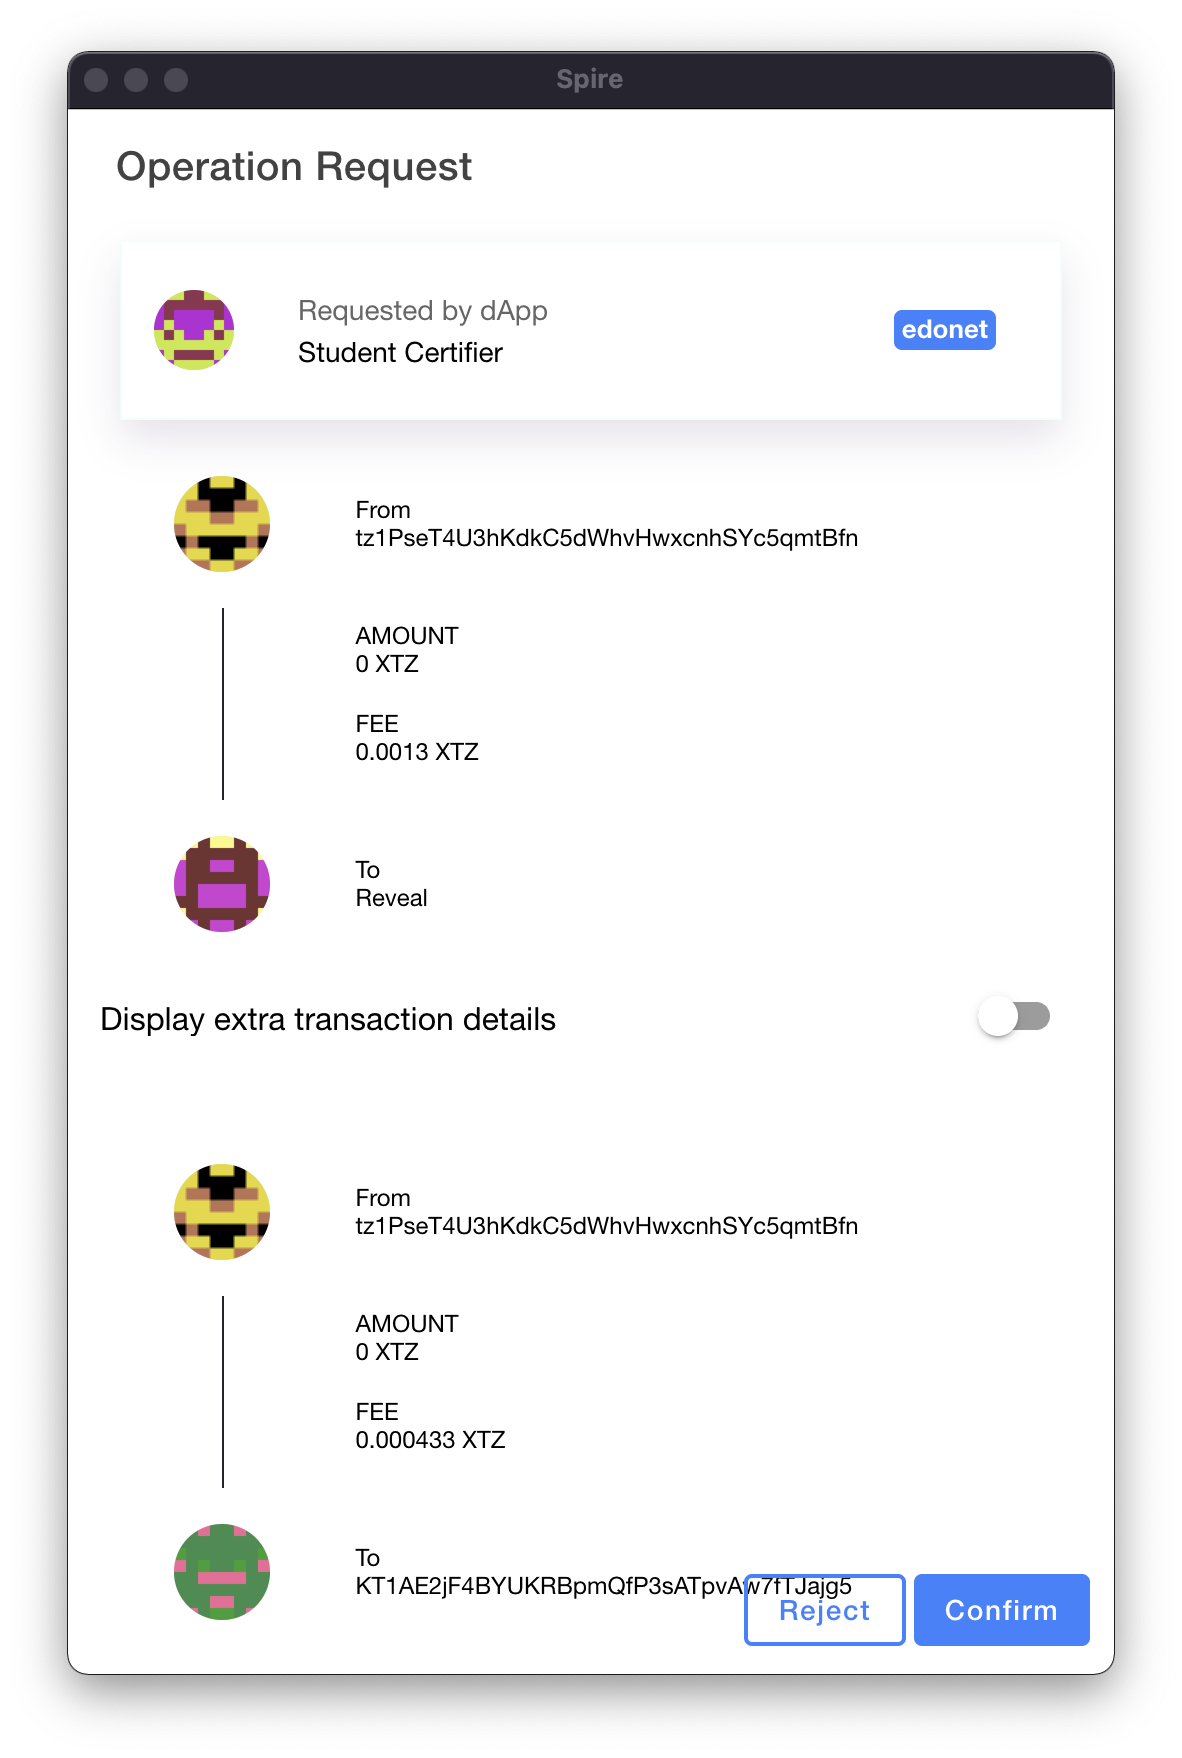 Spire
Operation Request
Requested by dApp
Student Certifier
edonet
From
tz1PseT4U3hKdkC5dWhvHwxcnhSYc5qmtBfn
AMOUNT
0 XTZ
FEE
0.0013 XTZ
To
Reveal
Display extra transaction details
From
tz1PseT4U3hKdkC5dWhvHwxcnhSYc5qmtBfn
AMOUNT
0 XTZ
FEE
0.000433 XTZ
To
KT1AE2jF4BYUKRBpmQfP3sATpvAw7fTJajg5
Reject
Confirm